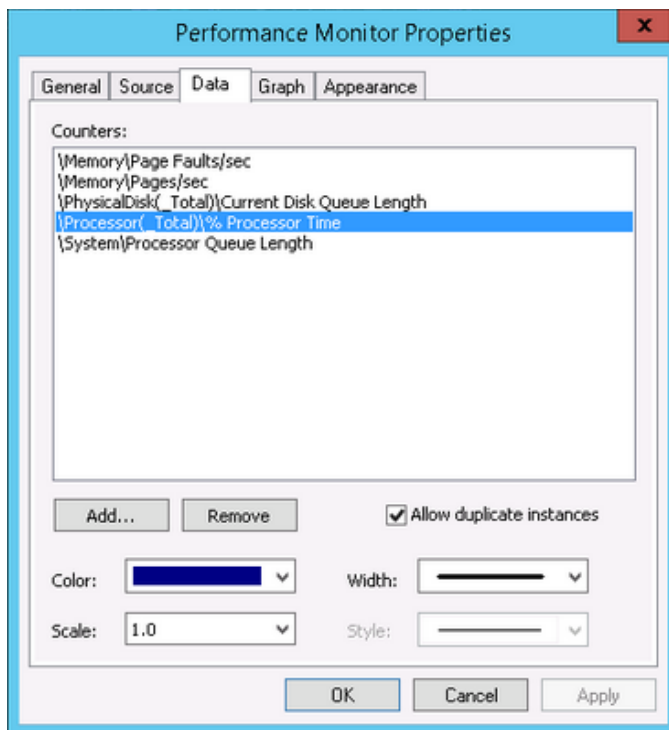 Performance Monitor Properties
x
General Source Data Graph Appearance
Counters:
\Memory\Page Faults/sec
\Memory\Pages/sec
\PhysicalDisk(_Total)\Current Disk Queue Length
\Processor(_Total)\% Processor Time
\System\Processor Queue Length
Add... Remove Allow duplicate instances
Color: Width:
Scale: 1.0 Style:
OK Cancel Apply